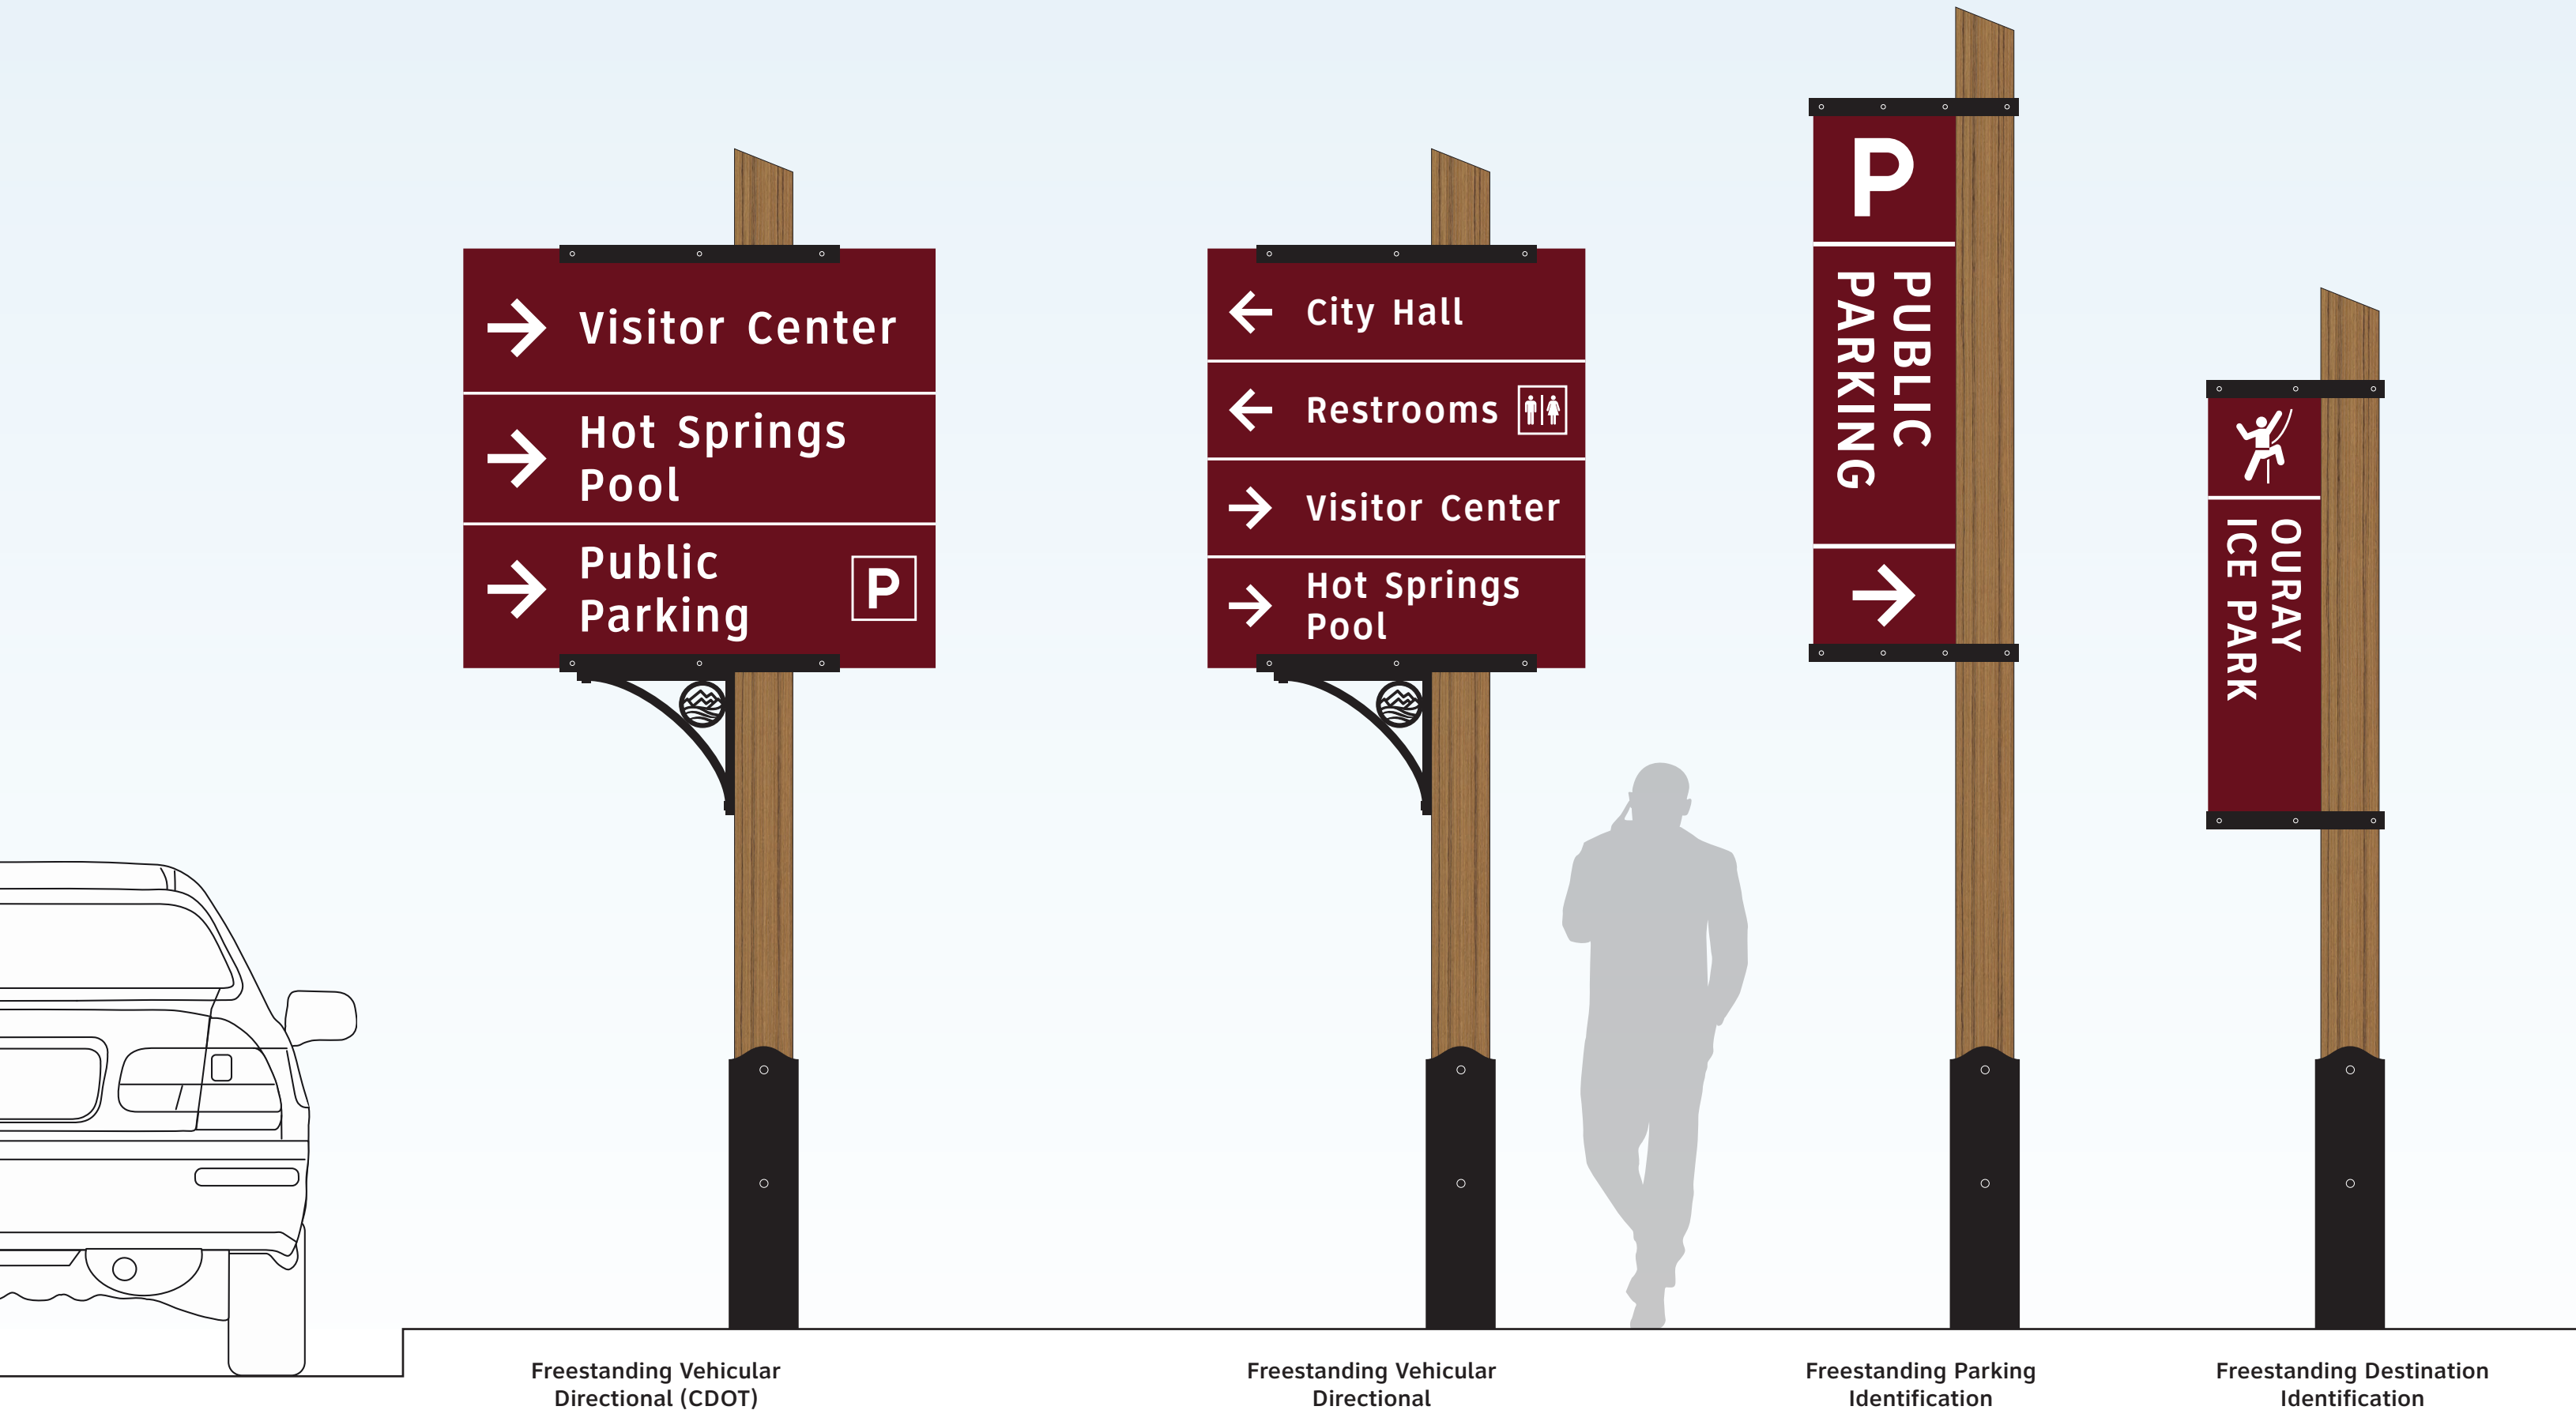 Visitor Center
Hot Springs
Pool
Public
Parking
P
City Hall
Restrooms
Visitor Center
Hot Springs
Pool
P
PUBLIC
PARKING
OURAY
ICE PARK
Freestanding Vehicular
Directional (CDOT)
Freestanding Vehicular
Directional
Freestanding Parking
Identification
Freestanding Destination
Identification